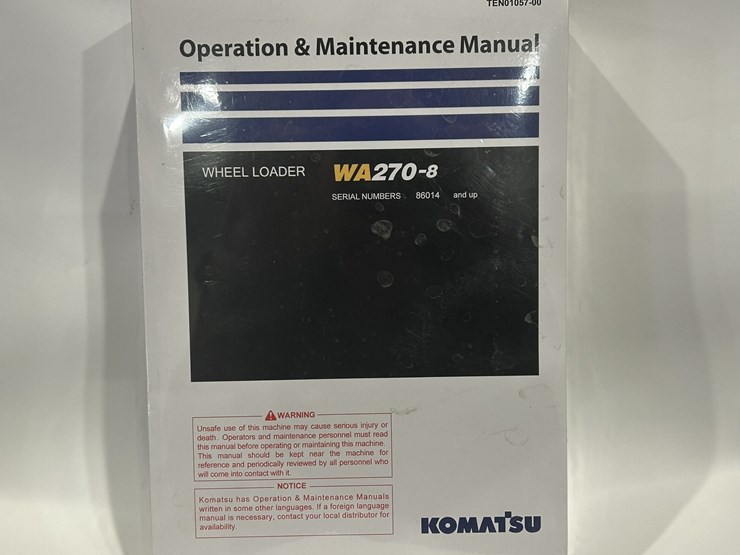 TEN01057-00
Operation & Maintenance Manual
WHEEL LOADER WA270-8
SERIAL NUMBERS 86014 and up
WARNING
Unsafe use of this machine may cause serious injury or
death. Operators and maintenance personnel must read
this manual before operating or maintaining this machine.
This manual should be kept near the machine for
reference and periodically reviewed by all personnel who
will come into contact with it.
NOTICE
Komatsu has Operation & Maintenance Manuals
written in some other languages. If a foreign language
manual is necessary, contact your local distributor for
availability.
KOMATSU